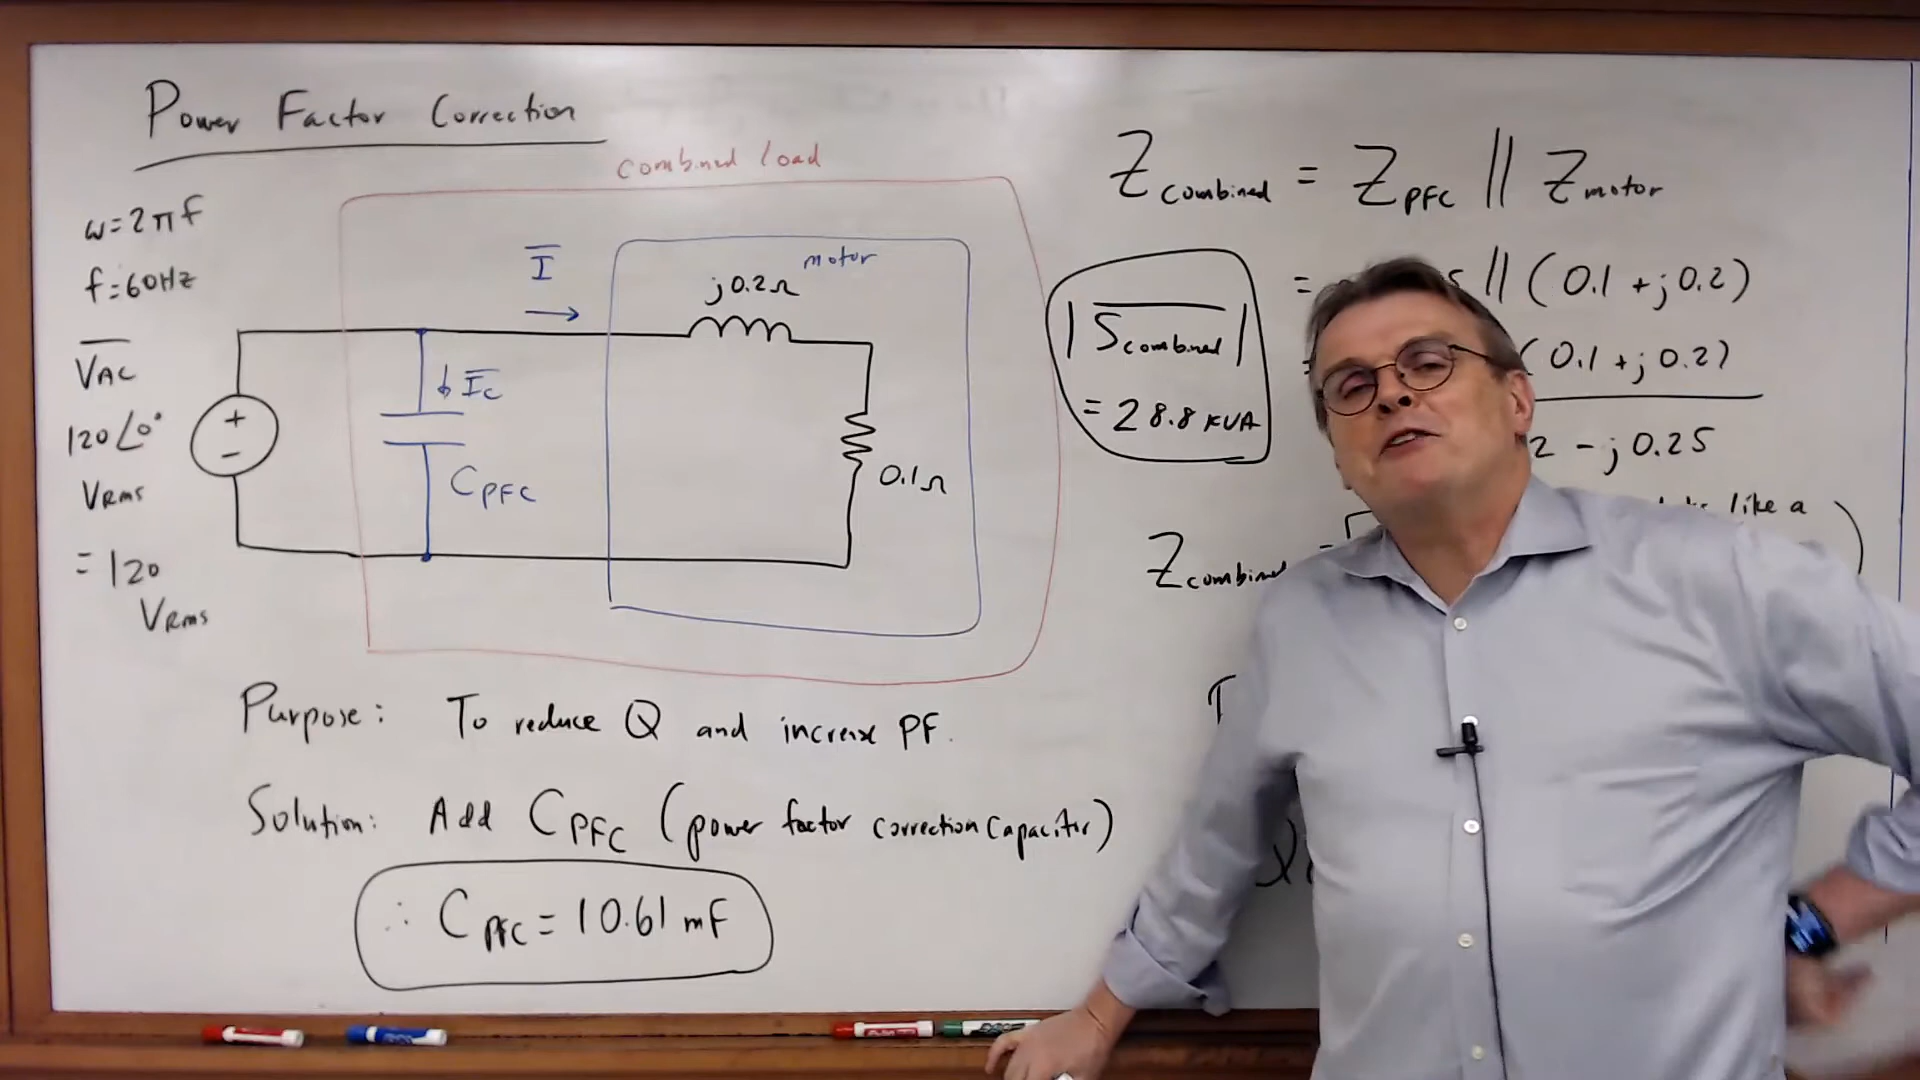 Power Factor Correction
combined load
ω=2πf
f=60Hz
V̅AC
120∠0°
VRMS
= 120
VRMS
I̅
motor
j0.2Ω
I̅C
CPFC
0.1Ω
Zcombined = ZPFC || Zmotor
= || (0.1 + j0.2)
(0.1 + j0.2)
2 - j0.25
like a
Zcombined =
|S̅combined|
= 28.8 KVA
Purpose: To reduce Q and increase PF.
Solution: Add CPFC (power factor correction Capacitor)
∴ CPFC = 10.61 mF